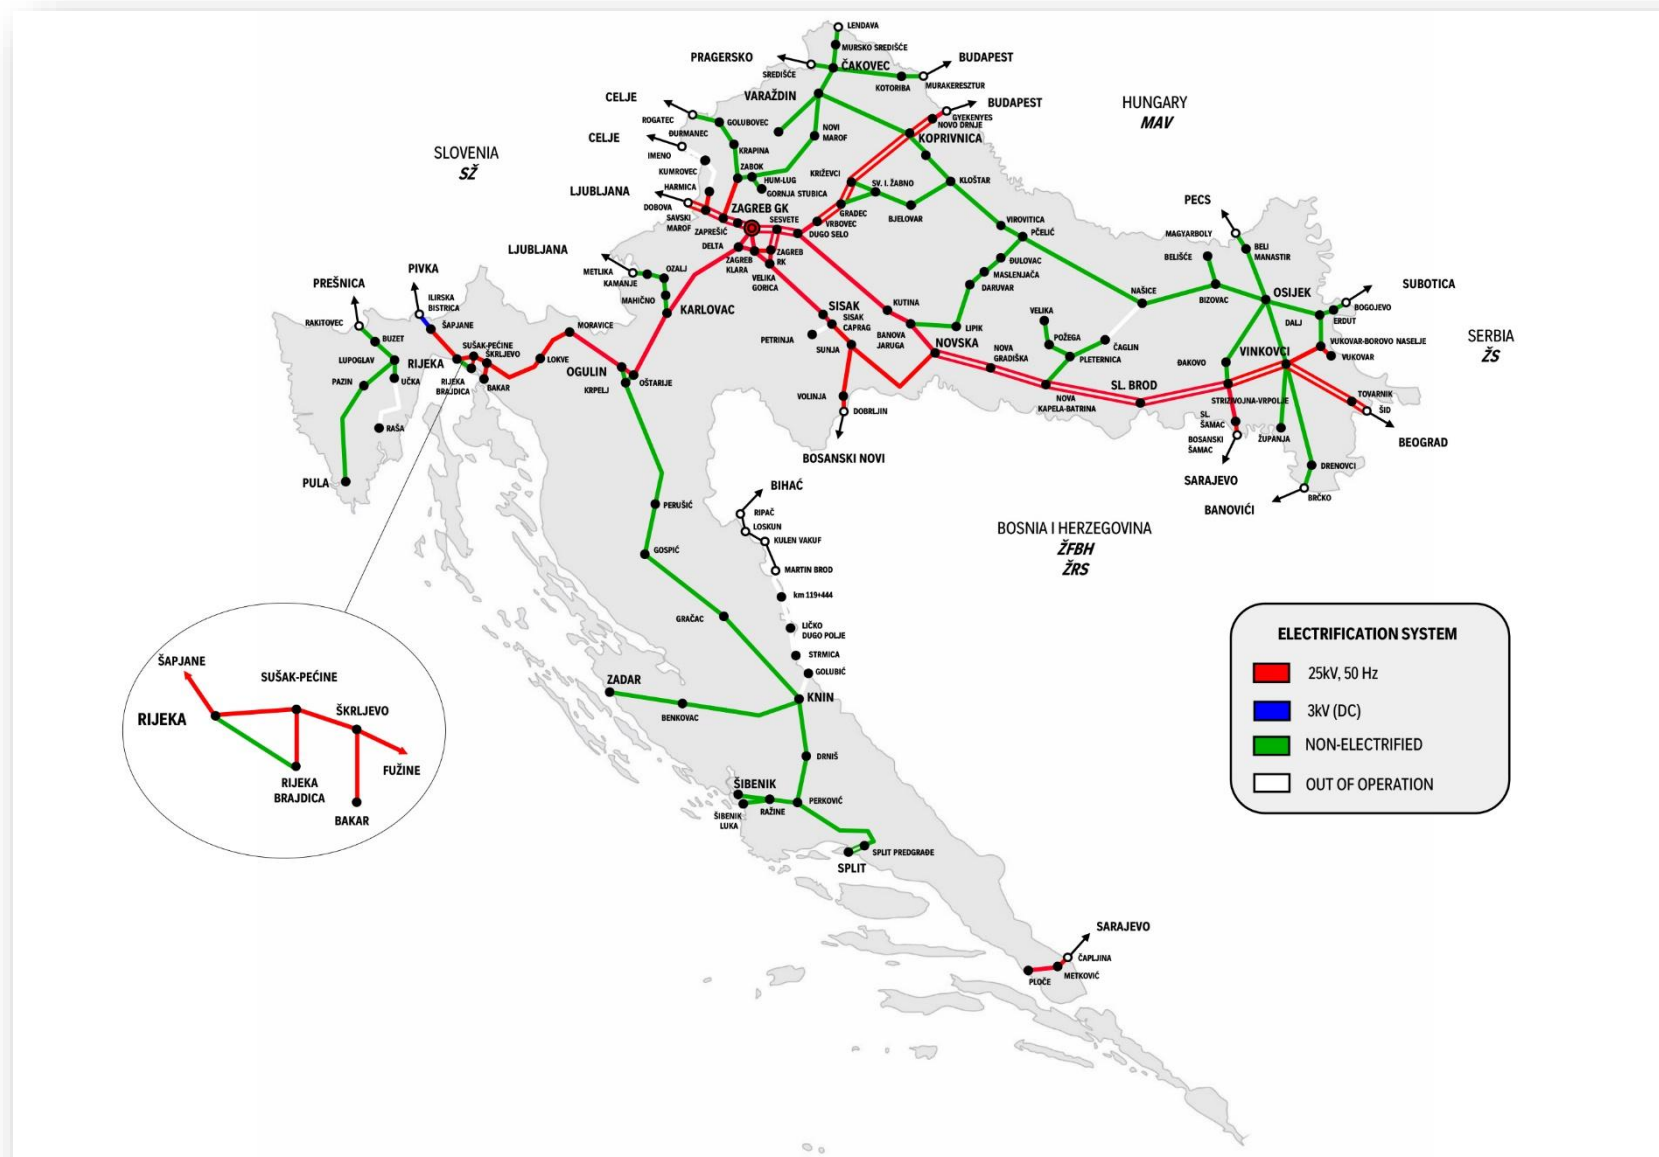 LENDAVA
MURSKO SREDIŠĆE
PRAGERSKO
BUDAPEST
SREDIŠĆE
ČAKOVEC
KOTORIBA
MURAKERESZTUR
CELJE
VARAŽDIN
BUDAPEST
HUNGARY
MAV
ROGATEC
GOLUBOVEC
GYEKENYES
NOVO DRNJE
ĐURMANEC
NOVI
MAROF
KOPRIVNICA
CELJE
SLOVENIA
SŽ
IMENO
KRAPINA
KUMROVEC
ZABOK
HUM-LUG
GORNJA STUBICA
KRIŽEVCI
SV. I. ŽABNO
KLOŠTAR
HARMICA
LJUBLJANA
DOBOVA
SAVSKI
MAROF
ZAPREŠIĆ
ZAGREB GK
SESVETE
DUGO SELO
VRBOVEC
GRADEC
BJELOVAR
VIROVITICA
PČELIĆ
PECS
MAGYARBOLY
BELI
MANASTIR
BELIŠĆE
DELTA
ZAGREB
KLARA
ZAGREB
RK
VELIKA
GORICA
LJUBLJANA
METLIKA
KAMANJE
OZALJ
MAHIČNO
KARLOVAC
ĐULOVAC
MASLENJAČA
DARUVAR
LIPIK
NAŠICE
BIZOVAC
OSIJEK
SUBOTICA
BOGOJEVO
ERDUT
DALJ
PREŠNICA
PIVKA
RAKITOVEC
ILIRSKA
BISTRICA
ŠAPJANE
BUZET
LUPOGLAV
PAZIN
UČKA
RAŠA
PULA
RIJEKA
SUŠAK-PEĆINE
ŠKRLJEVO
RIJEKA
BRAJDICA
BAKAR
LOKVE
MORAVICE
OGULIN
KRPELJ
OŠTARIJE
SISAK
SISAK
CAPRAG
PETRINJA
SUNJA
KUTINA
BANOVA
JARUGA
NOVSKA
NOVA
GRADIŠKA
VELIKA
POŽEGA
PLETERNICA
ČAGLIN
NOVA
KAPELA-BATRINA
SL. BROD
ĐAKOVO
VINKOVCI
VUKOVAR-BOROVO NASELJE
VUKOVAR
SERBIA
ŽS
STRIZIVOJNA-VRPOLJE
TOVARNIK
ŠID
BEOGRAD
SL.
ŠAMAC
BOSANSKI
ŠAMAC
SARAJEVO
ŽUPANJA
DRENOVCI
BRČKO
BANOVIĆI
VOLINJA
DOBRLJIN
BOSANSKI NOVI
BIHAĆ
RIPAČ
LOSKUN
KULEN VAKUF
MARTIN BROD
km 119+444
LIČKO
DUGO POLJE
STRMICA
GOLUBIĆ
BOSNIA I HERZEGOVINA
ŽFBH
ŽRS
PERUŠIĆ
GOSPIĆ
GRAČAC
ZADAR
BENKOVAC
KNIN
DRNIŠ
ŠIBENIK
ŠIBENIK
LUKA
RAŽINE
PERKOVIĆ
SPLIT PREDGRAĐE
SPLIT
SARAJEVO
ČAPLJINA
METKOVIĆ
PLOČE
ŠAPJANE
SUŠAK-PEĆINE
RIJEKA
ŠKRLJEVO
FUŽINE
RIJEKA
BRAJDICA
BAKAR
ELECTRIFICATION SYSTEM
25kV, 50 Hz
3kV (DC)
NON-ELECTRIFIED
OUT OF OPERATION